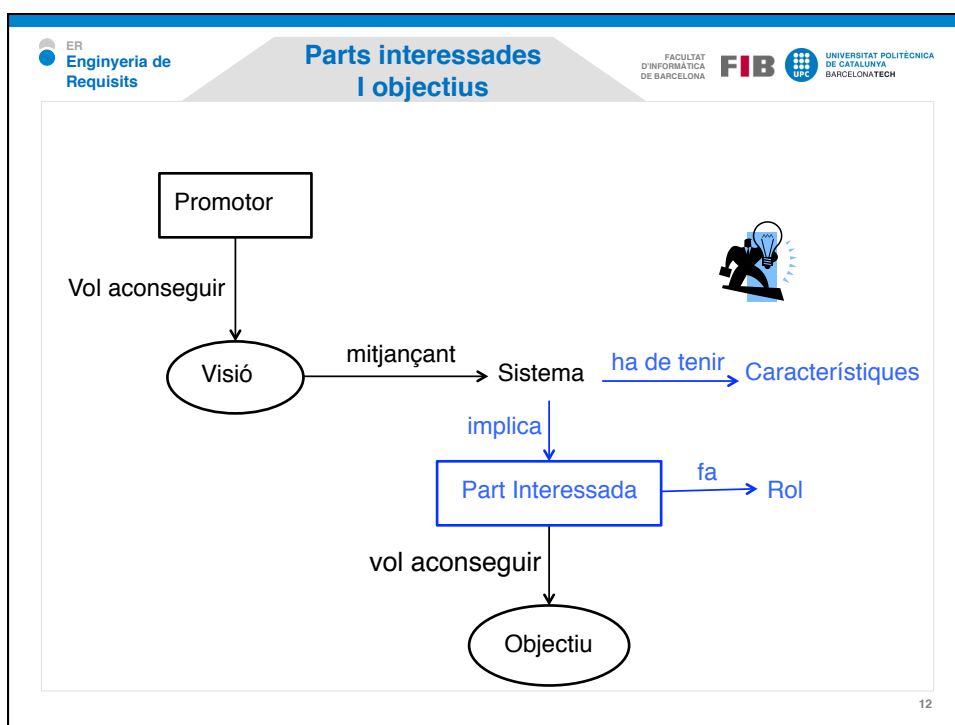 ER
Enginyeria de
Requisits
Parts interessades
I objectius
FACULTAT
D'INFORMÀTICA
DE BARCELONA
FIB
UPC
UNIVERSITAT POLITÈCNICA
DE CATALUNYA
BARCELONATECH
Promotor
Vol aconseguir
Visió
mitjançant
Sistema
ha de tenir
Característiques
implica
Part Interessada
fa
Rol
vol aconseguir
Objectiu
12